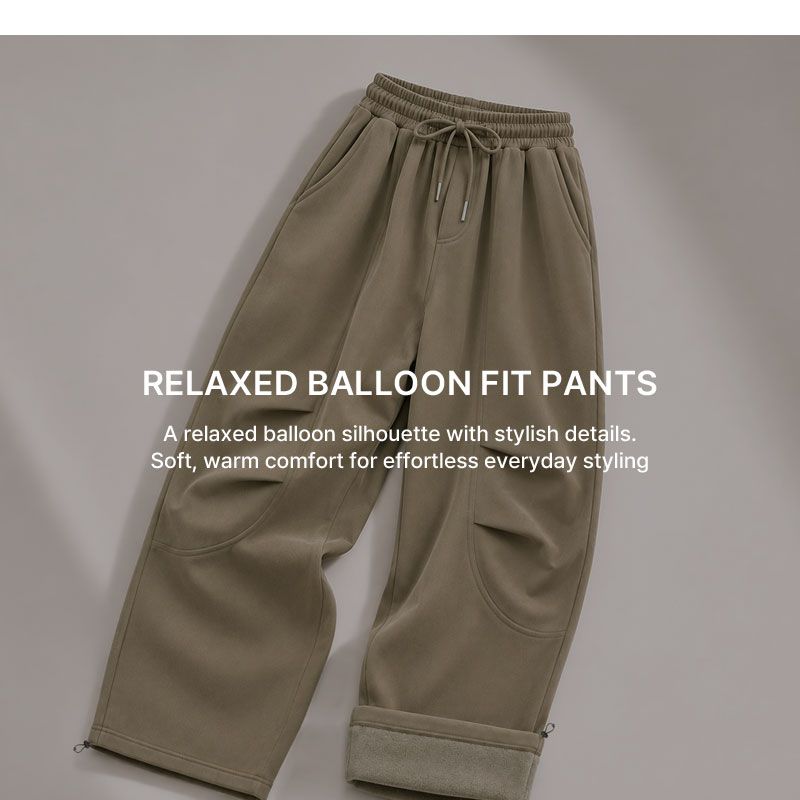 RELAXED BALLOON FIT PANTS
A relaxed balloon silhouette with stylish details.
Soft, warm comfort for effortless everyday styling